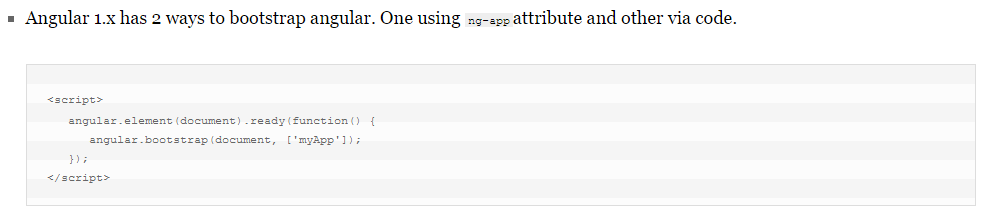 Angular 1.x has 2 ways to bootstrap angular. One using ng-app attribute and other via code.
<script>
angular.element(document).ready(function() {
angular.bootstrap(document, ['myApp']);
});
</script>